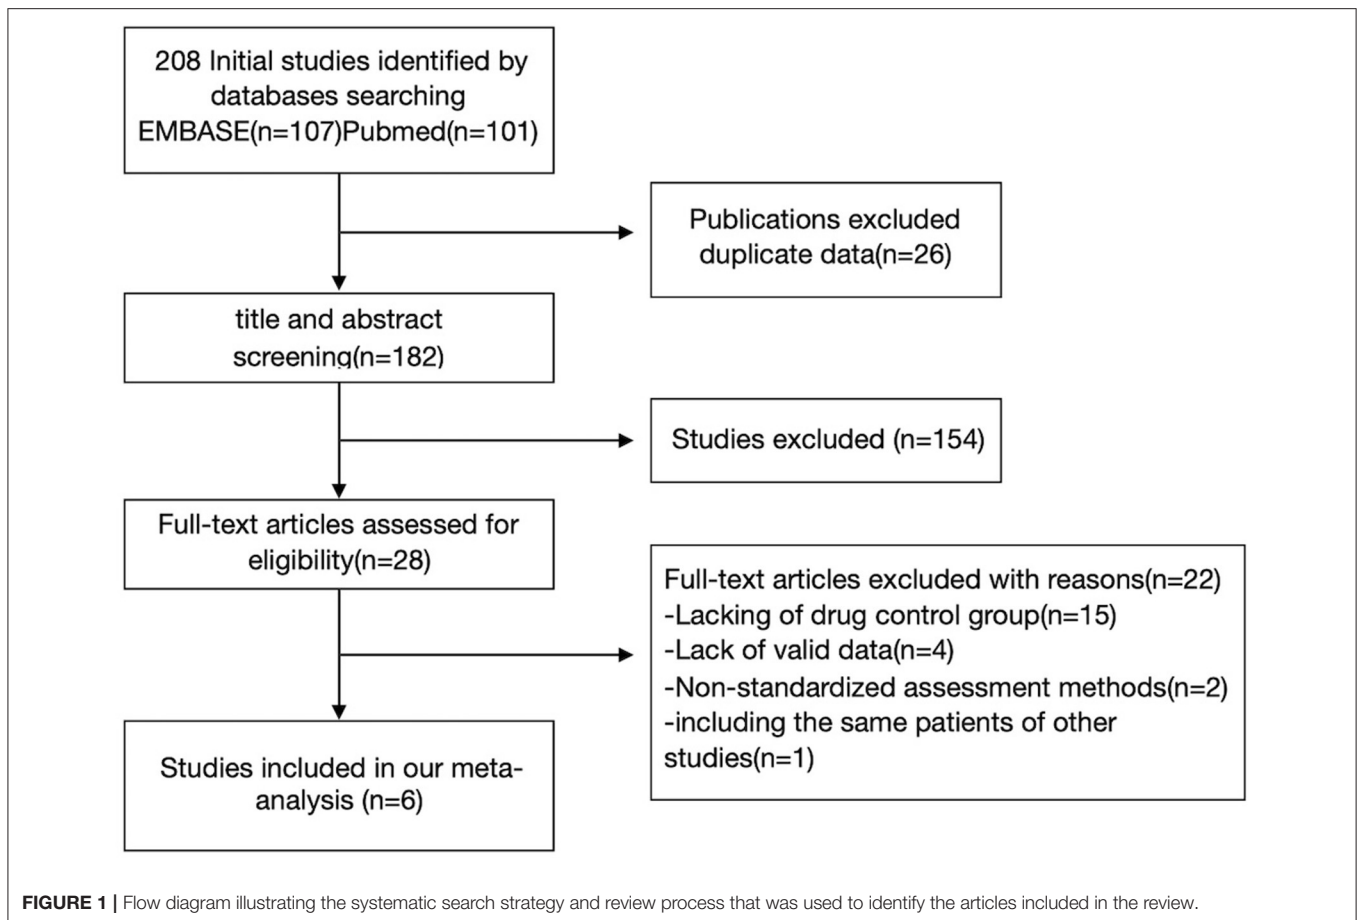 208 Initial studies identified by
databases searching
EMBASE(n=107)Pubmed(n=101)
Publications excluded
duplicate data(n=26)
title and abstract
screening(n=182)
Studies excluded (n=154)
Full-text articles assessed for
eligibility(n=28)
Full-text articles excluded with reasons(n=22)
-Lacking of drug control group(n=15)
-Lack of valid data(n=4)
-Non-standardized assessment methods(n=2)
-including the same patients of other
studies(n=1)
Studies included in our meta-
analysis (n=6)
FIGURE 1 | Flow diagram illustrating the systematic search strategy and review process that was used to identify the articles included in the review.